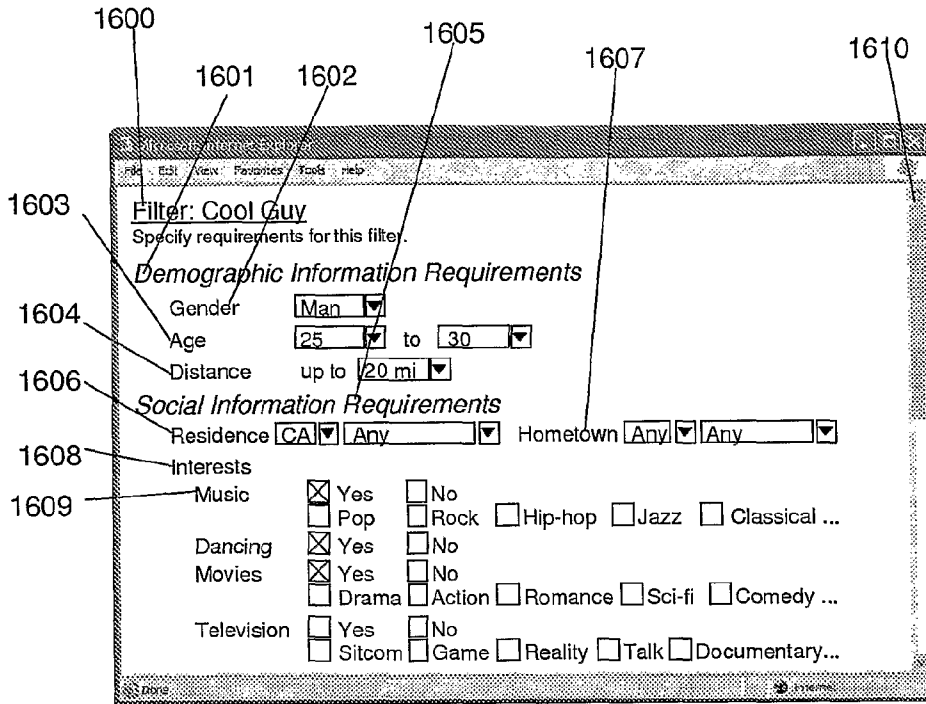 1600
1605
1610
1607
1601 1602
Microsoft Internet Explorer
File Edit View Favorites Tools Help
1603
Filter: Cool Guy
Specify requirements for this filter.
Demographic Information Requirements
Gender Man
1604
Age 25 to 30
Distance up to 20 mi
1606
Social Information Requirements
Residence CA Any Hometown Any Any
1608
Interests
1609
Music Yes No
Pop Rock Hip-hop Jazz Classical ...
Dancing Yes No
Movies Yes No
Drama Action Romance Sci-fi Comedy ...
Television Yes No
Sitcom Game Reality Talk Documentary...
Done Internet